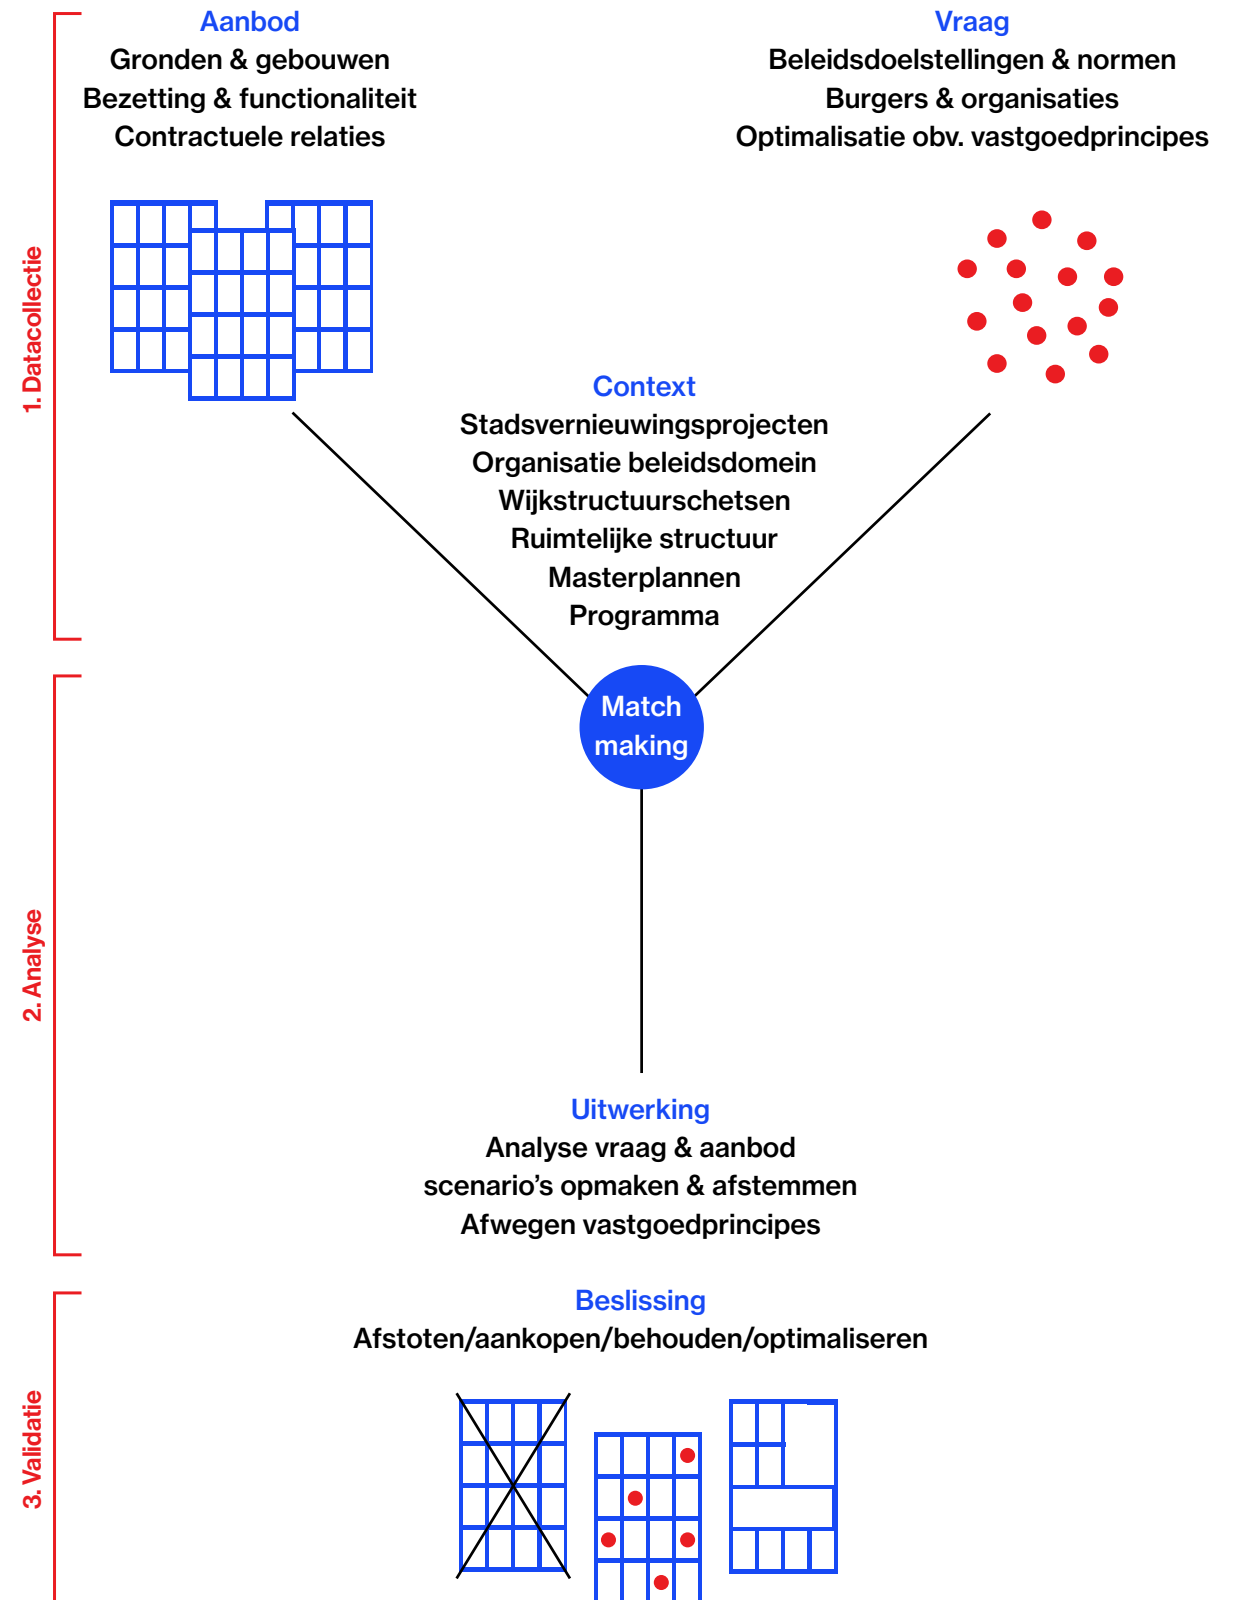 1. Datacollectie
Aanbod
Gronden & gebouwen
Bezetting & functionaliteit
Contractuele relaties
Vraag
Beleidsdoelstellingen & normen
Burgers & organisaties
Optimalisatie obv. vastgoedprincipes
Context
Stadsvernieuwingsprojecten
Organisatie beleidsdomein
Wijkstructuurschetsen
Ruimtelijke structuur
Masterplannen
Programma
Match
making
2. Analyse
Uitwerking
Analyse vraag & aanbod
scenario’s opmaken & afstemmen
Afwegen vastgoedprincipes
3. Validatie
Beslissing
Afstoten/aankopen/behouden/optimaliseren